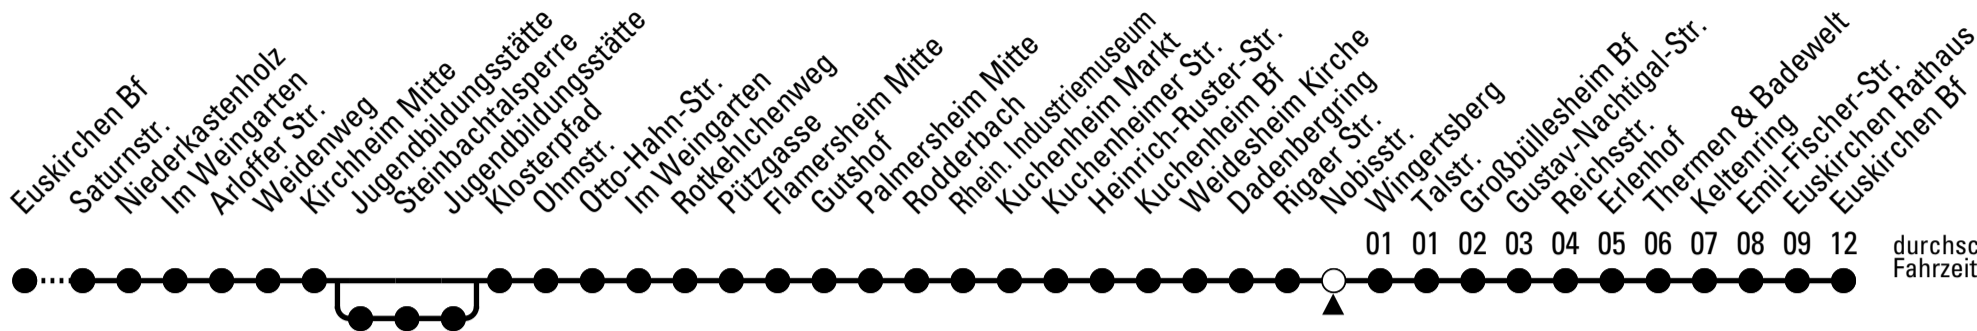 Euskirchen Bf
Saturnstr.
Niederkastenholz
Im Weingarten
Arloffer Str.
Weidenweg
Kirchheim Mitte
Jugendbildungsstätte
Steinbachtalsperre
Jugendbildungsstätte
Klosterpfad
Ohmstr.
Otto-Hahn-Str.
Im Weingarten
Rotkehlchenweg
Pützgasse
Flamersheim Mitte
Gutshof
Palmersheim Mitte
Rodderbach
Rhein. Industriemuseum
Kuchenheim Markt
Kuchenheimer Str.
Heinrich-Ruster-Str.
Kuchenheim Bf
Weidesheim Kirche
Dadenbergring
Rigaer Str.
Nobisstr.
Wingertsberg
Talstr.
Großbüllesheim Bf
Gustav-Nachtigal-Str.
Reichsstr.
Erlenhof
Thermen & Badewelt
Keltenring
Emil-Fischer-Str.
Euskirchen Rathaus
Euskirchen Bf
01 01 02 03 04 05 06 07 08 09 12
durchsc
Fahrzeit